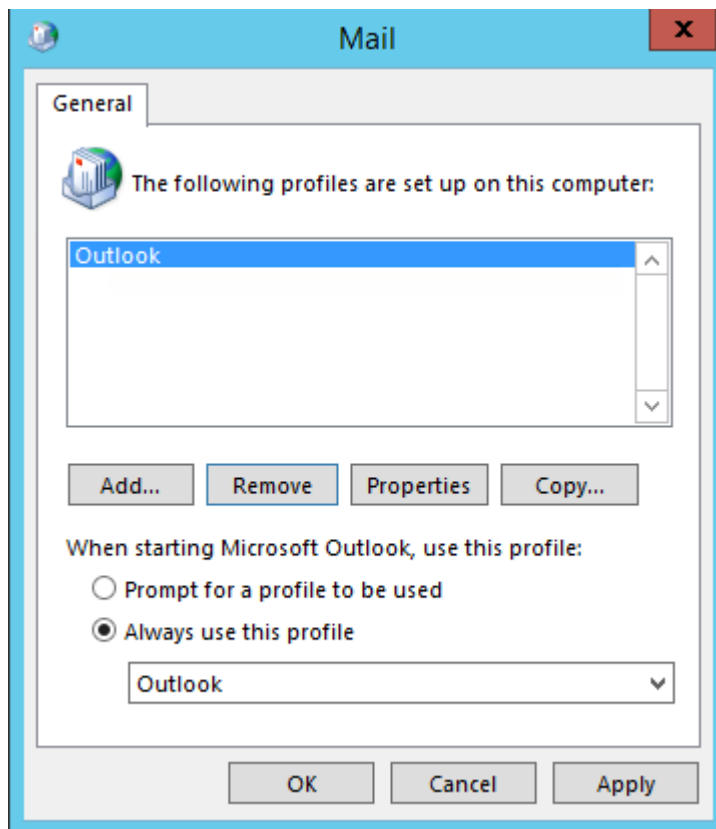 Mail
x
General
The following profiles are set up on this computer:
Outlook
Add... Remove Properties Copy...
When starting Microsoft Outlook, use this profile:
Prompt for a profile to be used
Always use this profile
Outlook
OK Cancel Apply